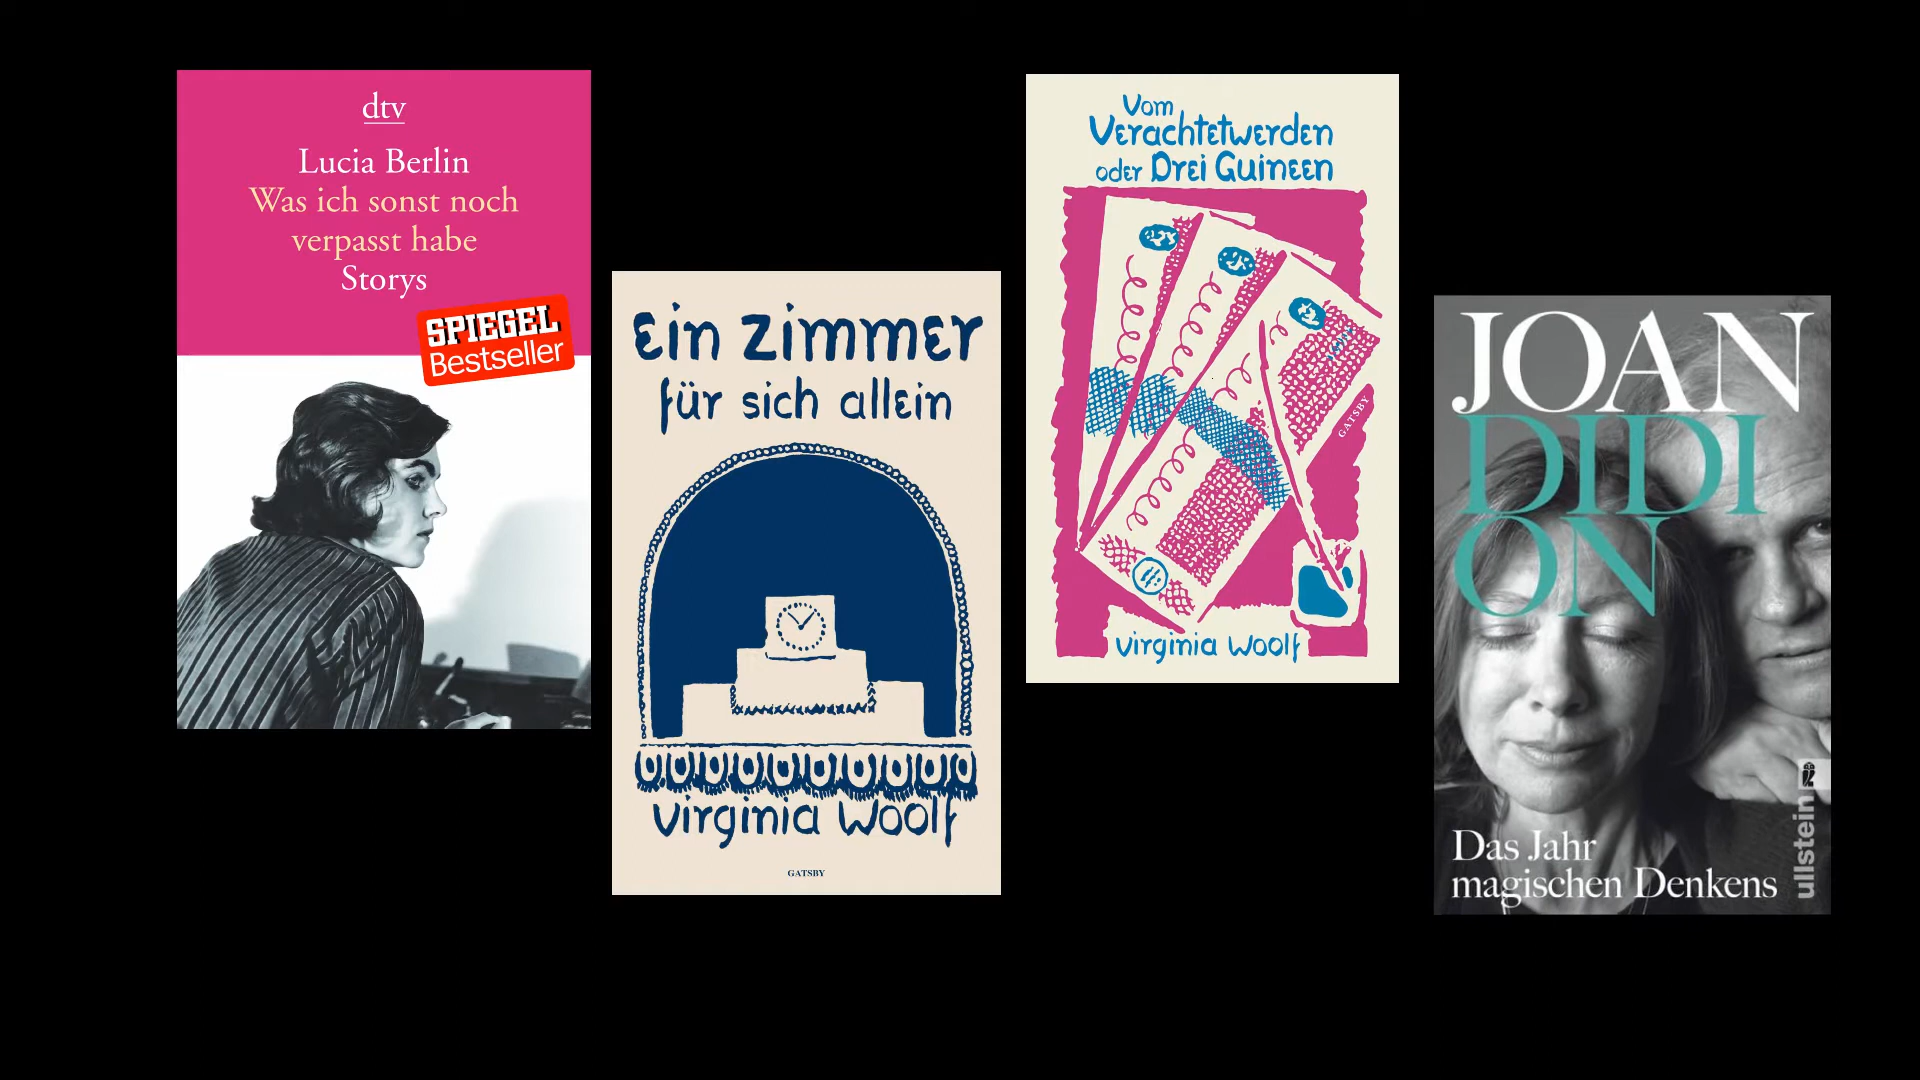 dtv
Lucia Berlin
Was ich sonst noch
verpasst habe
Storys
SPIEGEL
Bestseller
Ein Zimmer
für sich allein
Virginia Woolf
GATSBY
Vom
Verachtetwerden
oder Drei Guineen
GATSBY
Virginia Woolf
JOAN
DIDI
ON
Das Jahr
magischen Denkens
ullstein